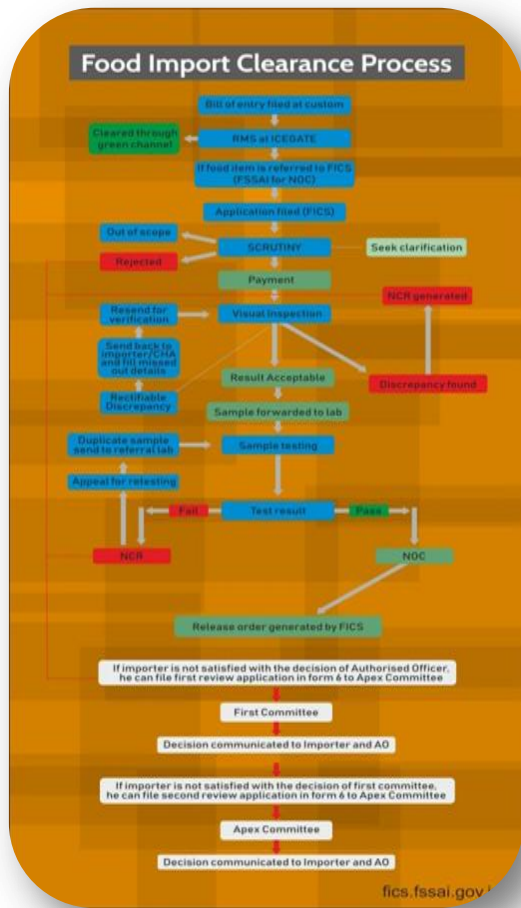 Food Import Clearance Process
Bill of entry filed at custom
Cleared through
green channel
RMS at ICEGATE
If food item is referred to FICS
(FSSAI for NOC)
Application filed (FICS)
Out of scope
SCRUTINY
Seek clarification
Rejected
Payment
NCR generated
Resend for
verification
Visual Inspection
Send back to
importer/CHA
and fill missed
out details
Result Acceptable
Discrepancy found
Rectifiable
Discrepancy
Sample forwarded to lab
Duplicate sample
send to referral lab
Sample testing
Appeal for retesting
Fail
Test result
Pass
NCR
NOC
Release order generated by FICS
If importer is not satisfied with the decision of Authorised Officer,
he can file first review application in form 6 to Apex Committee
First Committee
Decision communicated to Importer and AO
If importer is not satisfied with the decision of first committee,
he can file second review application in form 6 to Apex Committee
Apex Committee
Decision communicated to Importer and AO
fics.fssai.gov.i